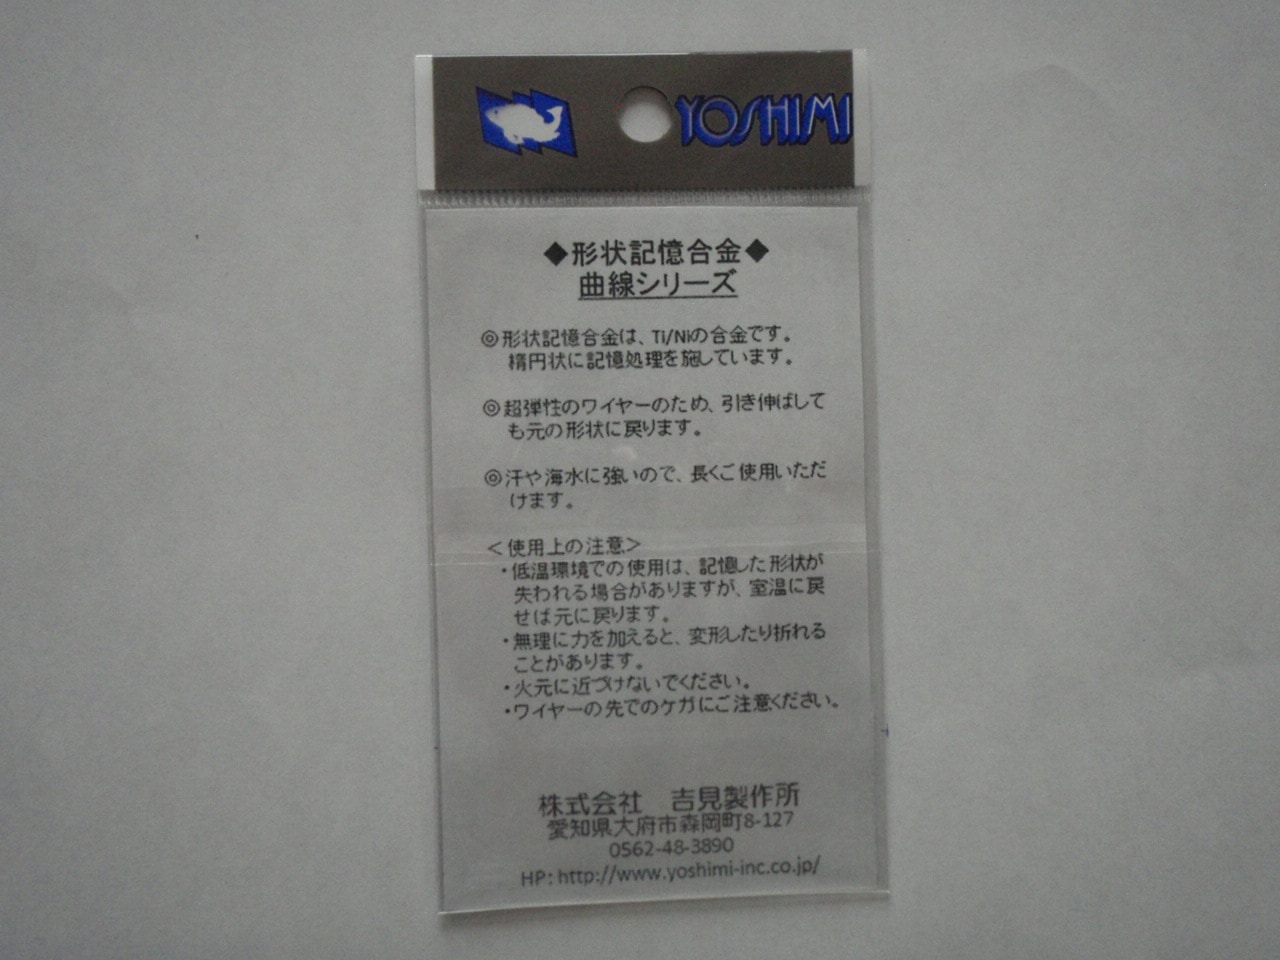 YOSHIMI
◆形状記憶合金◆
曲線シリーズ
◎形状記憶合金は、Ti/Niの合金です。
楕円状に記憶処理を施しています。
◎超弾性のワイヤーのため、引き伸ばして
も元の形状に戻ります。
◎汗や海水に強いので、長くご使用いただ
けます。
＜使用上の注意＞
・低温環境での使用は、記憶した形状が
失われる場合がありますが、室温に戻
せば元に戻ります。
・無理に力を加えると、変形したり折れる
ことがあります。
・火元に近づけないでください。
・ワイヤーの先でのケガにご注意ください。
株式会社　吉見製作所
愛知県大府市森岡町8-127
0562-48-3890
HP：http://www.yoshimi-inc.co.jp/